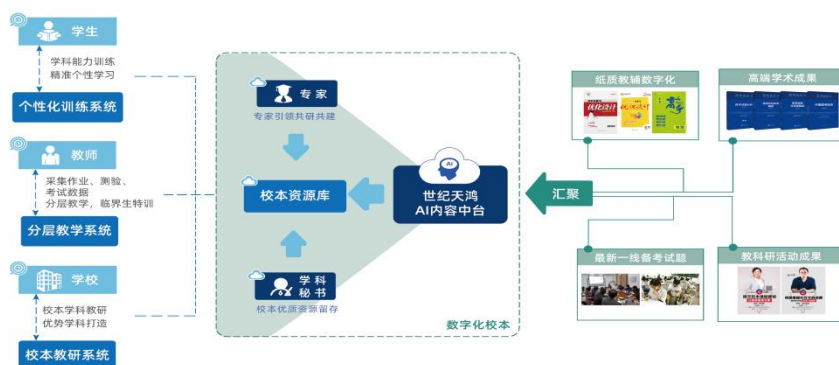 学生
学科能力训练
精准个性学习
个性化训练系统
教师
采集作业、测验、
考试数据
分层教学，临界生特训
分层教学系统
学校
校本学科教研
优势学科打造
校本教研系统
专家
专家引领共研共建
校本资源库
学科
秘书
校本优质资源留存
AI
世纪天鸿
AI内容中台
数字化校本
汇聚
纸质教辅数字化
优化设计
高端学术成果
最新一线备考试题
教科研活动成果